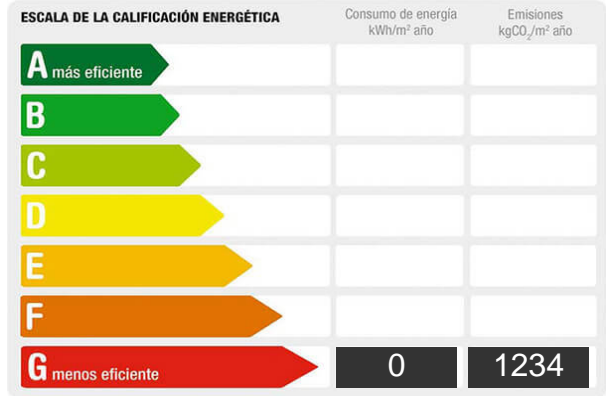 ESCALA DE LA CALIFICACIÓN ENERGÉTICA
Consumo de energía
kWh/m² año
Emisiones
kgCO₂/m² año
A más eficiente
B
C
D
E
F
G menos eficiente
0
1234